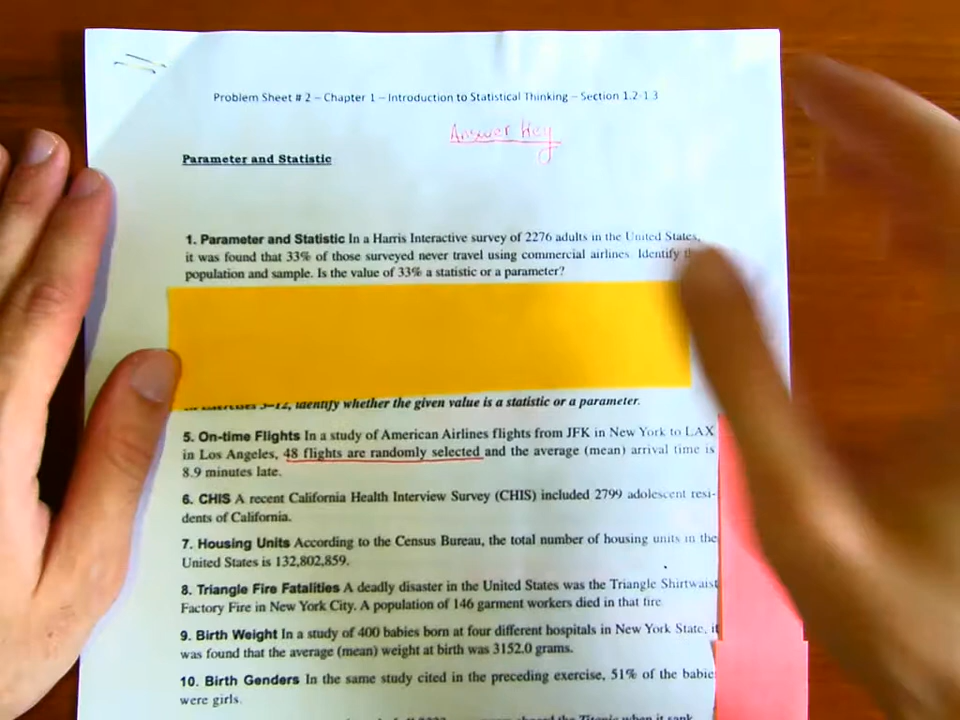 Problem Sheet # 2 – Chapter 1 – Introduction to Statistical Thinking – Section 1.2-1.3
Answer Key
Parameter and Statistic
1. Parameter and Statistic In a Harris Interactive survey of 2276 adults in the United States,
it was found that 33% of those surveyed never travel using commercial airlines. Identify
population and sample. Is the value of 33% a statistic or a parameter?
identify whether the given value is a statistic or a parameter.
5. On-time Flights In a study of American Airlines flights from JFK in New York to LAX
in Los Angeles, 48 flights are randomly selected and the average (mean) arrival time is
8.9 minutes late.
6. CHIS A recent California Health Interview Survey (CHIS) included 2799 adolescent resi-
dents of California.
7. Housing Units According to the Census Bureau, the total number of housing units in the
United States is 132,802,859.
8. Triangle Fire Fatalities A deadly disaster in the United States was the Triangle Shirtwaist
Factory Fire in New York City. A population of 146 garment workers died in that fire
9. Birth Weight In a study of 400 babies born at four different hospitals in New York State, it
was found that the average (mean) weight at birth was 3152.0 grams.
10. Birth Genders In the same study cited in the preceding exercise, 51% of the babie
were girls.
the Titanic when it sank